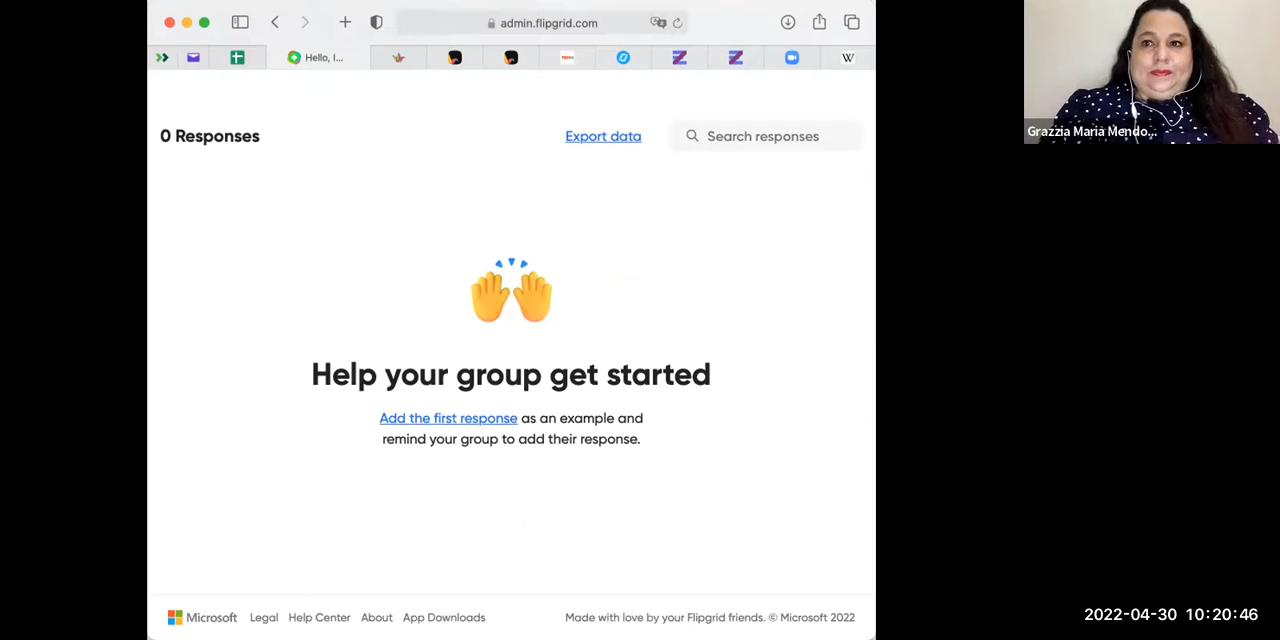 admin.flipgrid.com
Hello, I...
W
0 Responses
Export data
Search responses
Help your group get started
Add the first response as an example and
remind your group to add their response.
Microsoft
Legal
Help Center
About
App Downloads
Made with love by your Flipgrid friends. © Microsoft 2022
Grazzia Maria Mendo...
2022-04-30 10:20:46